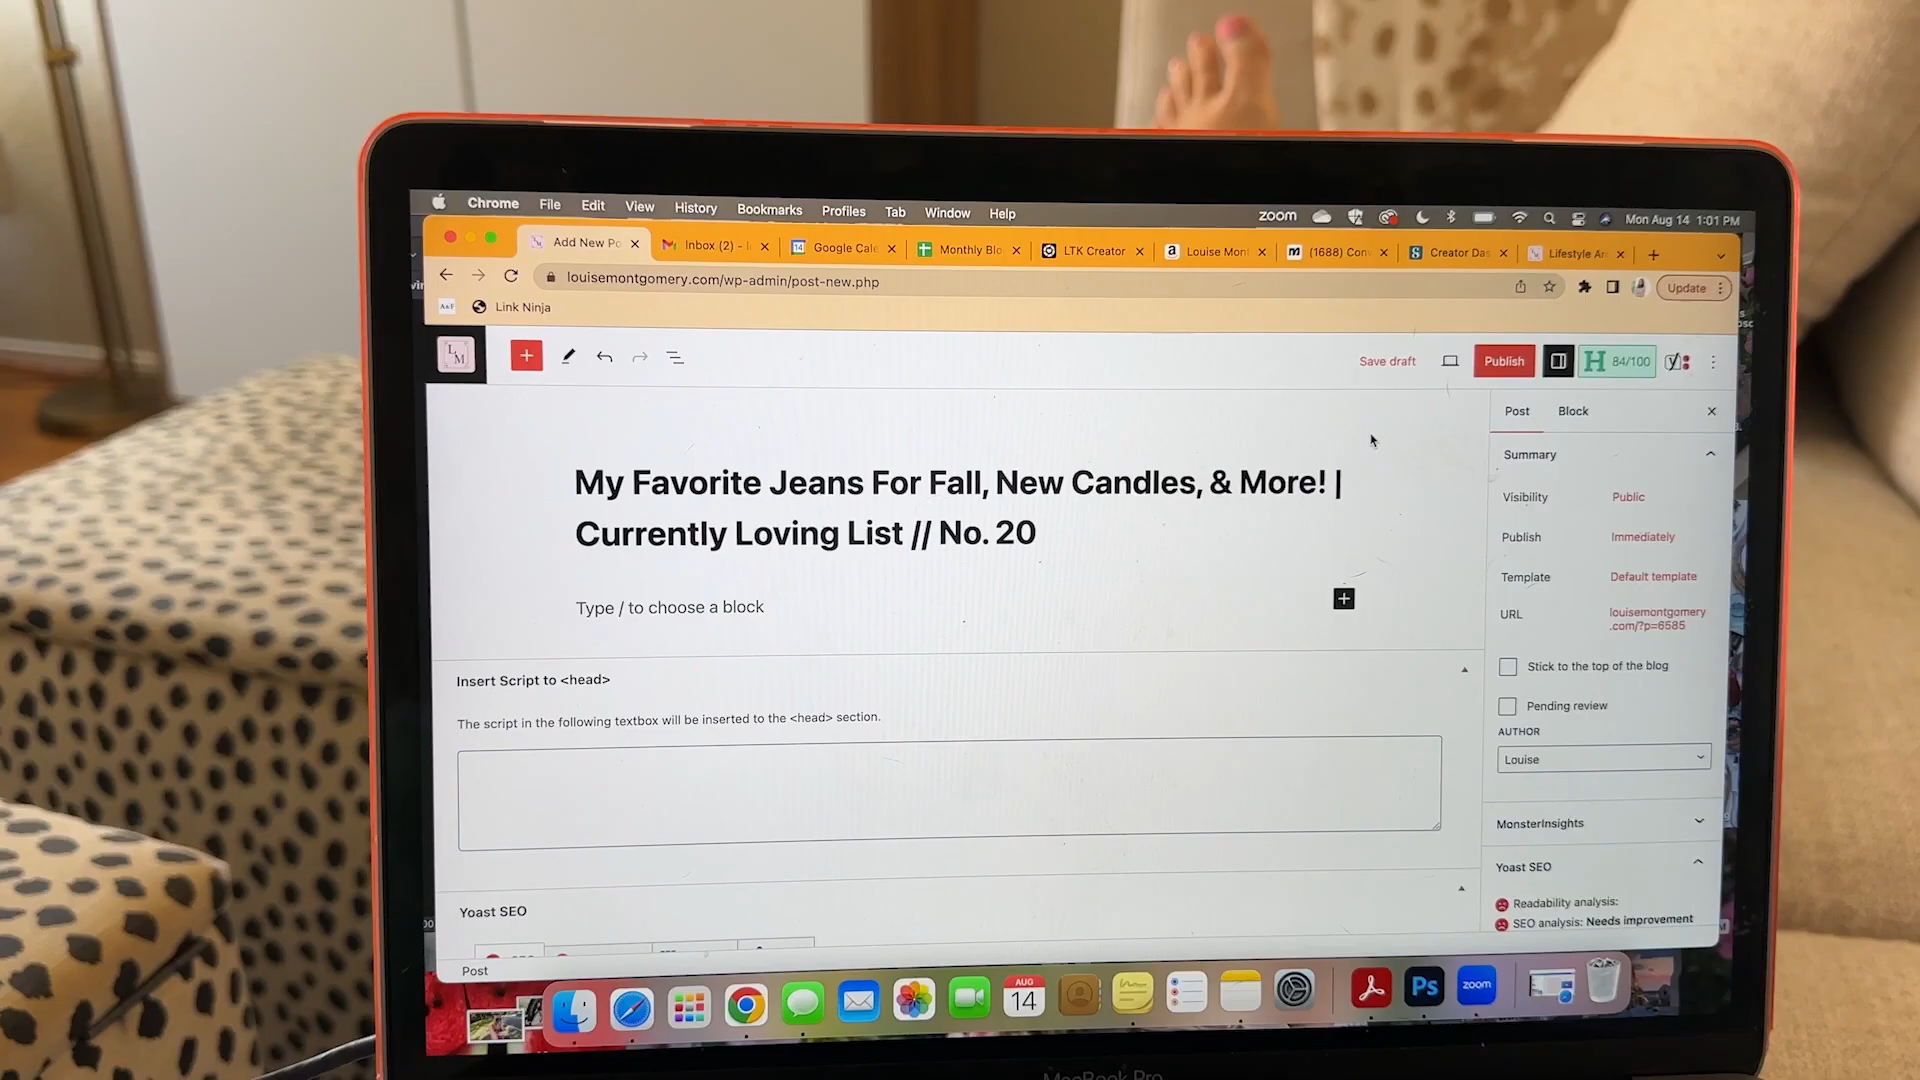 Chrome File Edit View History Bookmarks Profiles Tab Window Help zoom Mon Aug 14 1:01 PM
Add New Po Inbox (2) - Google Cale Monthly Blo LTK Creator Louise Mont (1688) Con Creator Das Lifestyle Ar
louisemontgomery.com/wp-admin/post-new.php Update
A&F Link Ninja
LM Save draft Publish H 84/100
Post Block
Summary
My Favorite Jeans For Fall, New Candles, & More! |
Currently Loving List // No. 20
Visibility Public
Publish Immediately
Template Default template
URL louisemontgomery
.com/?p=6585
Type / to choose a block
Stick to the top of the blog
Insert Script to <head>
Pending review
The script in the following textbox will be inserted to the <head> section.
AUTHOR
Louise
MonsterInsights
Yoast SEO
Readability analysis:
SEO analysis: Needs improvement
Yoast SEO
Post
AUG
14
Ps
zoom
MacBook Pro